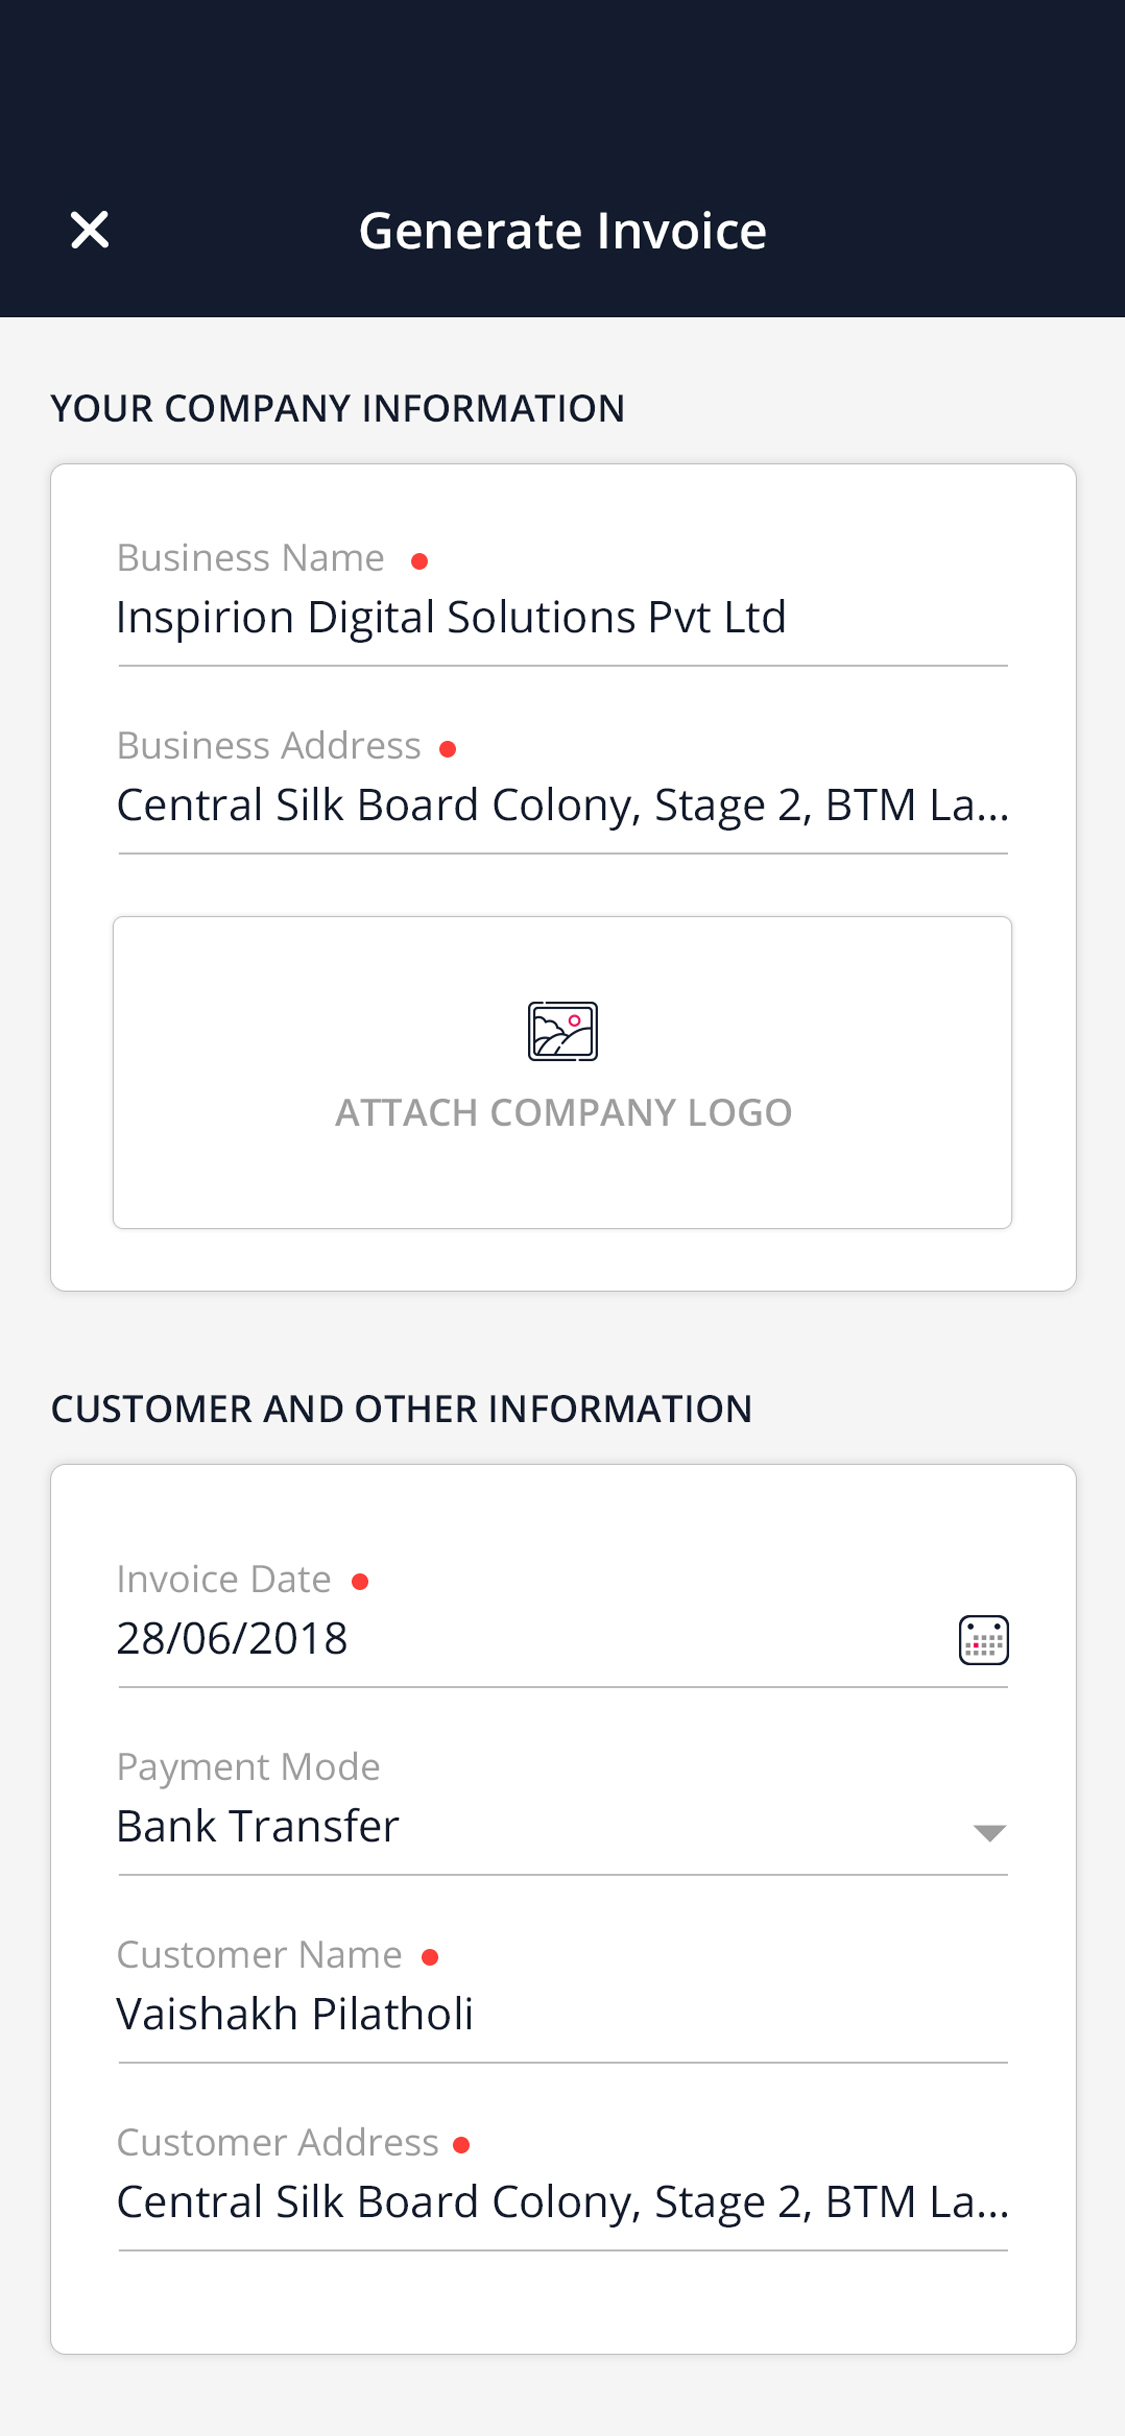 Generate Invoice
YOUR COMPANY INFORMATION
Business Name
Inspirion Digital Solutions Pvt Ltd
Business Address
Central Silk Board Colony, Stage 2, BTM La...
ATTACH COMPANY LOGO
CUSTOMER AND OTHER INFORMATION
Invoice Date
28/06/2018
Payment Mode
Bank Transfer
Customer Name
Vaishakh Pilatholi
Customer Address
Central Silk Board Colony, Stage 2, BTM La...